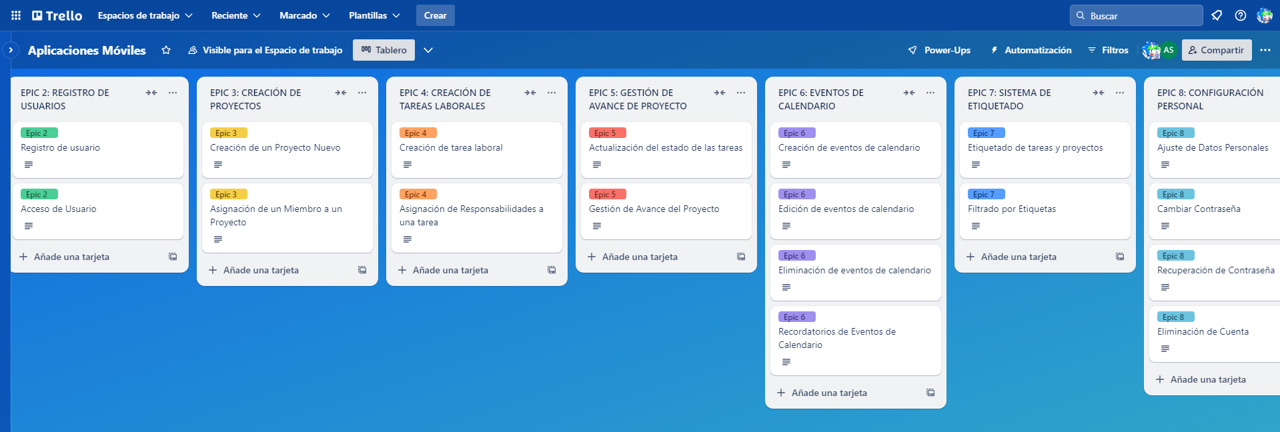 Trello
Espacios de trabajo
Reciente
Marcado
Plantillas
Crear
Buscar
Aplicaciones Móviles
Visible para el Espacio de trabajo
Tablero
Power-Ups
Automatización
Filtros
AS
Compartir
EPIC 2: REGISTRO DE
USUARIOS
Epic 2
Registro de usuario
Epic 2
Acceso de Usuario
Añade una tarjeta
EPIC 3: CREACIÓN DE
PROYECTOS
Epic 3
Creación de un Proyecto Nuevo
Epic 3
Asignación de un Miembro a un
Proyecto
Añade una tarjeta
EPIC 4: CREACIÓN DE
TAREAS LABORALES
Epic 4
Creación de tarea laboral
Epic 4
Asignación de Responsabilidades a
una tarea
Añade una tarjeta
EPIC 5: GESTIÓN DE
AVANCE DE PROYECTO
Epic 5
Actualización del estado de las tareas
Epic 5
Gestión de Avance del Proyecto
Añade una tarjeta
EPIC 6: EVENTOS DE
CALENDARIO
Epic 6
Creación de eventos de calendario
Epic 6
Edición de eventos de calendario
Epic 6
Eliminación de eventos de calendario
Epic 6
Recordatorios de Eventos de
Calendario
Añade una tarjeta
EPIC 7: SISTEMA DE
ETIQUETADO
Epic 7
Etiquetado de tareas y proyectos
Epic 7
Filtrado por Etiquetas
Añade una tarjeta
EPIC 8: CONFIGURACIÓN
PERSONAL
Epic 8
Ajuste de Datos Personales
Epic 8
Cambiar Contraseña
Epic 8
Recuperación de Contraseña
Epic 8
Eliminación de Cuenta
Añade una tarjeta